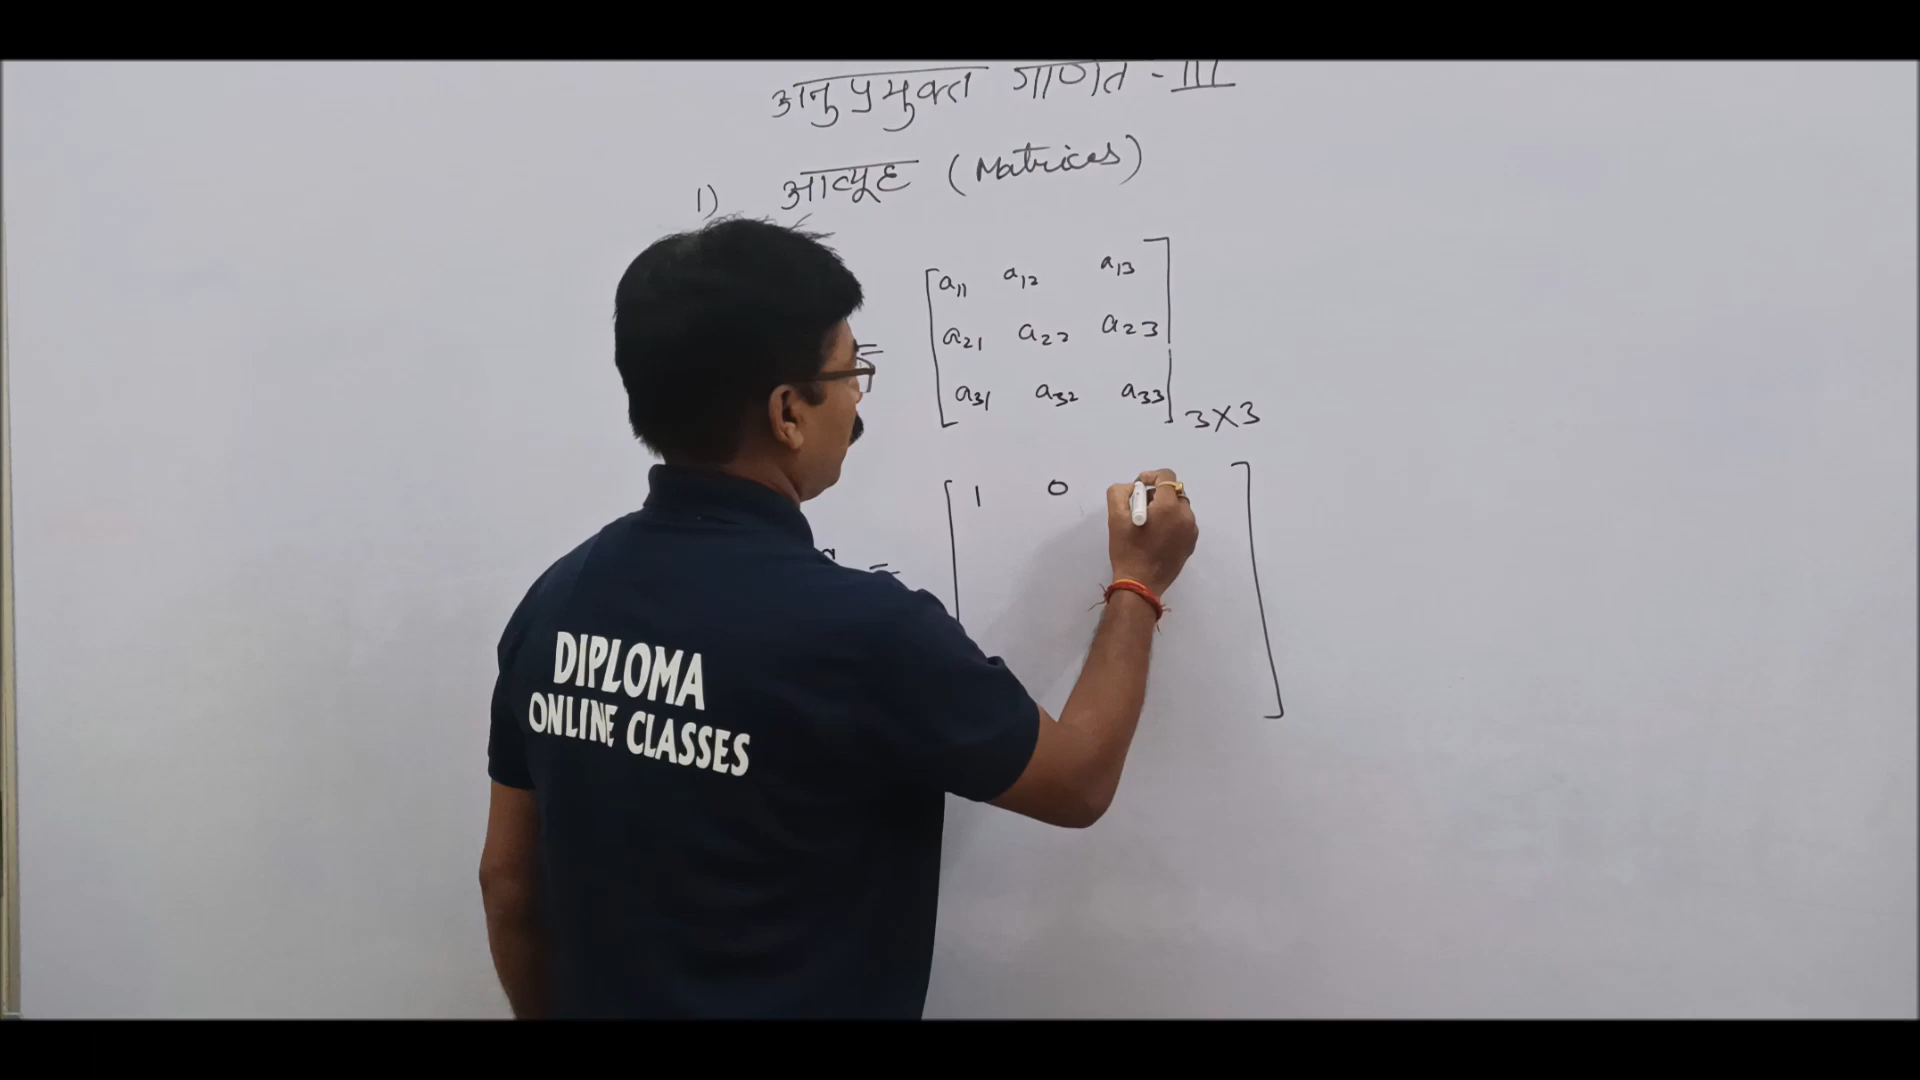 अनुप्रयुक्त गणित - III
1) आव्यूह (Matrices)
=
a11 a12 a13
a21 a22 a23
a31 a32 a33
3X3
=
1 0
DIPLOMA
ONLINE CLASSES